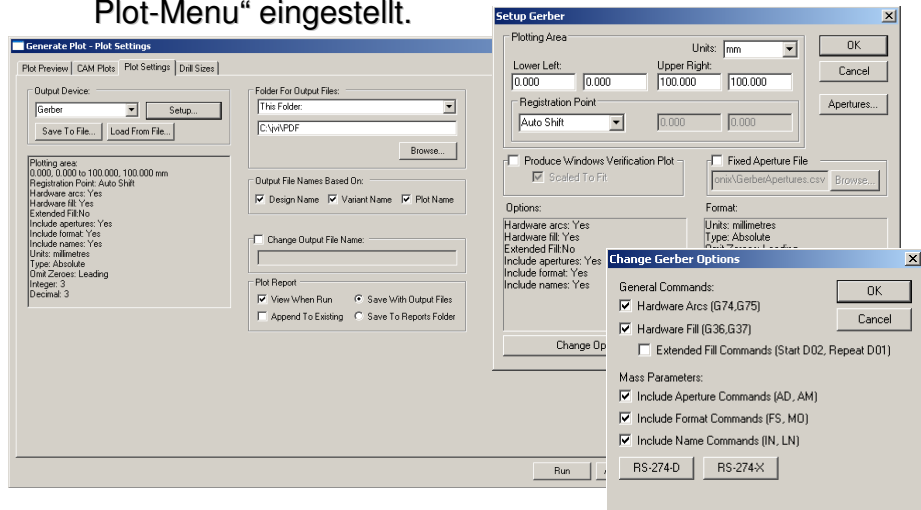 Plot-Menu“ eingestellt.
Generate Plot - Plot Settings
Plot Preview CAM Plots Plot Settings Drill Sizes
Output Device:
Gerber Setup...
Save To File... Load From File...
Plotting area:
0.000, 0.000 to 100.000, 100.000 mm
Registration Point: Auto Shift
Hardware arcs: Yes
Hardware fill: Yes
Extended Fill:No
Include apertures: Yes
Include format: Yes
Include names: Yes
Units: millimetres
Type: Absolute
Omit Zeroes: Leading
Integer: 3
Decimal: 3
Folder For Output Files:
This Folder:
C:\jvi\PDF
Browse...
Output File Names Based On:
Design Name Variant Name Plot Name
Change Output File Name:
Plot Report
View When Run Save With Output Files
Append To Existing Save To Reports Folder
Run
Setup Gerber
Plotting Area
Units: mm
Lower Left: Upper Right:
0.000 0.000 100.000 100.000
Registration Point
Auto Shift 0.000 0.000
OK
Cancel
Apertures...
Produce Windows Verification Plot
Scaled To Fit
Fixed Aperture File
onix\GerberApertures.csv Browse...
Options:
Hardware arcs: Yes
Hardware fill: Yes
Extended Fill:No
Include apertures: Yes
Include format: Yes
Include names: Yes
Format:
Units: millimetres
Type: Absolute
Omit Zeroes: Leading
Change Op
Change Gerber Options
General Commands:
Hardware Arcs (G74,G75)
Hardware Fill (G36,G37)
Extended Fill Commands (Start D02, Repeat D01)
Mass Parameters:
Include Aperture Commands (AD, AM)
Include Format Commands (FS, MO)
Include Name Commands (IN, LN)
RS-274-D RS-274-X
OK
Cancel